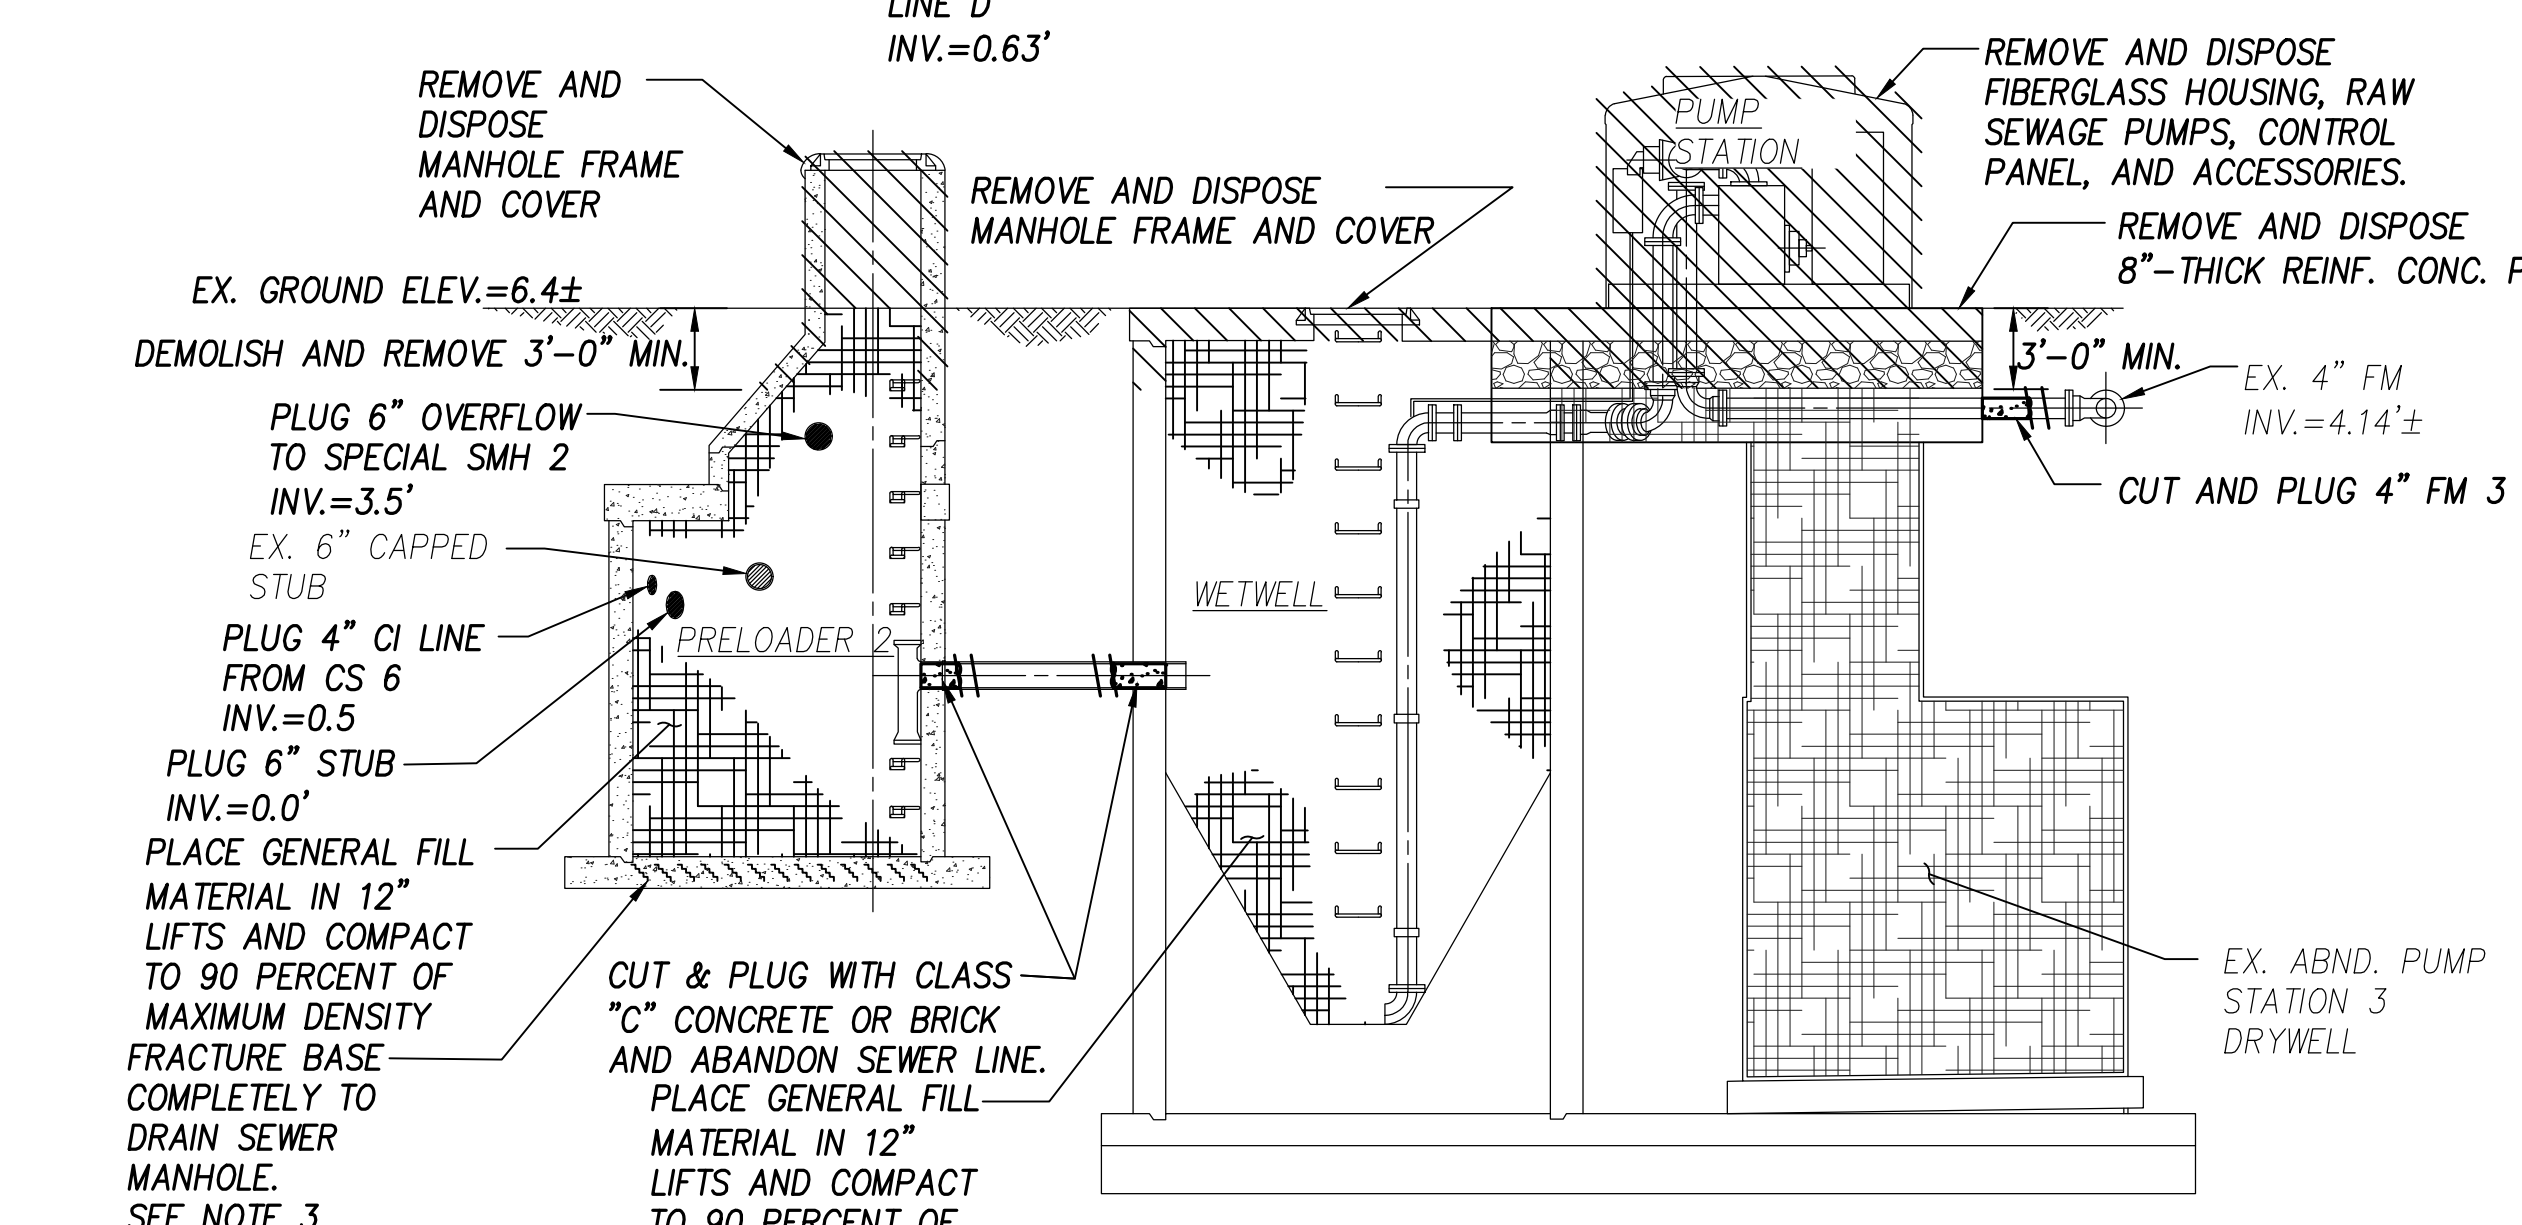 LINE D
INV.=0.63'
REMOVE AND
DISPOSE
MANHOLE FRAME
AND COVER
REMOVE AND DISPOSE
MANHOLE FRAME AND COVER
PUMP
STATION
REMOVE AND DISPOSE
FIBERGLASS HOUSING, RAW
SEWAGE PUMPS, CONTROL
PANEL, AND ACCESSORIES.
REMOVE AND DISPOSE
8"-THICK REINF. CONC.
EX. GROUND ELEV.=6.4±
DEMOLISH AND REMOVE 3'-0" MIN.
3'-0" MIN.
EX. 4" FM
INV.=4.14'±
CUT AND PLUG 4" FM 3
PLUG 6" OVERFLOW
TO SPECIAL SMH 2
INV.=3.5'
EX. 6" CAPPED
STUB
PLUG 4" CI LINE
FROM CS 6
INV.=0.5
PLUG 6" STUB
INV.=0.0'
PRELOADER 2
WETWELL
PLACE GENERAL FILL
MATERIAL IN 12"
LIFTS AND COMPACT
TO 90 PERCENT OF
MAXIMUM DENSITY
FRACTURE BASE
COMPLETELY TO
DRAIN SEWER
MANHOLE.
SEE NOTE 3
CUT & PLUG WITH CLASS
"C" CONCRETE OR BRICK
AND ABANDON SEWER LINE.
PLACE GENERAL FILL
MATERIAL IN 12"
LIFTS AND COMPACT
TO 90 PERCENT OF
EX. ABND. PUMP
STATION 3
DRYWELL